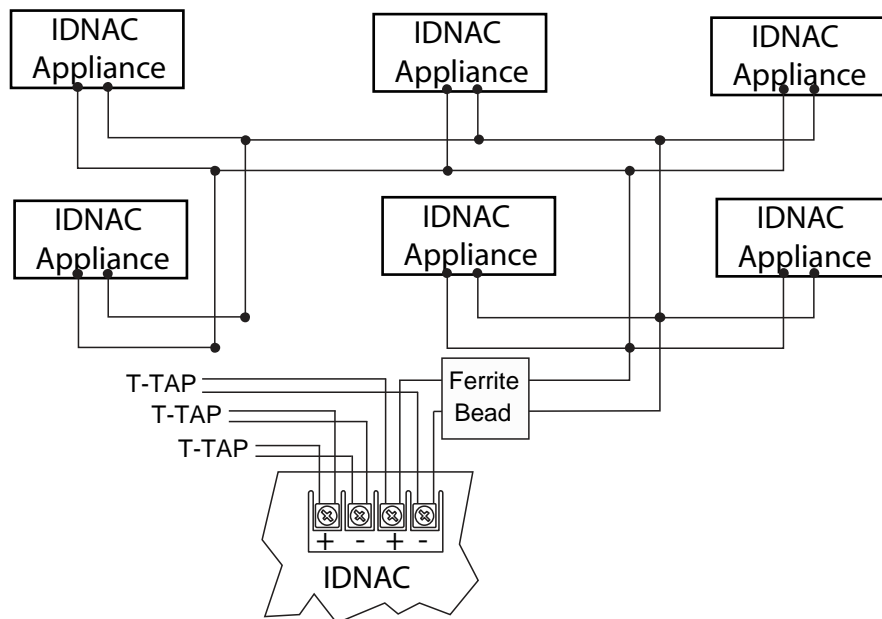 IDNAC
Appliance
IDNAC
Appliance
IDNAC
Appliance
IDNAC
Appliance
IDNAC
Appliance
IDNAC
Appliance
T-TAP
T-TAP
T-TAP
Ferrite
Bead
+ - + -
IDNAC